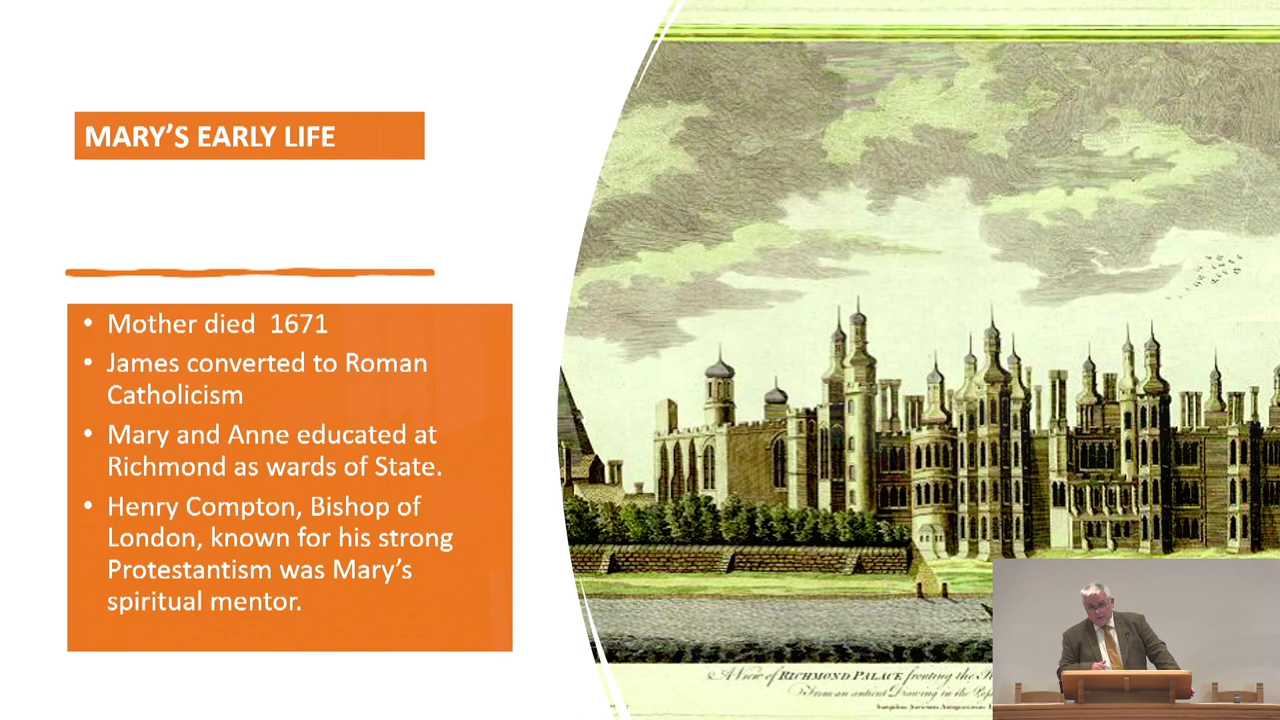 MARY’S EARLY LIFE
• Mother died 1671
• James converted to Roman
Catholicism
• Mary and Anne educated at
Richmond as wards of State.
• Henry Compton, Bishop of
London, known for his strong
Protestantism was Mary’s
spiritual mentor.
A View of RICHMOND PALACE fronting the
From an antient Drawing in the